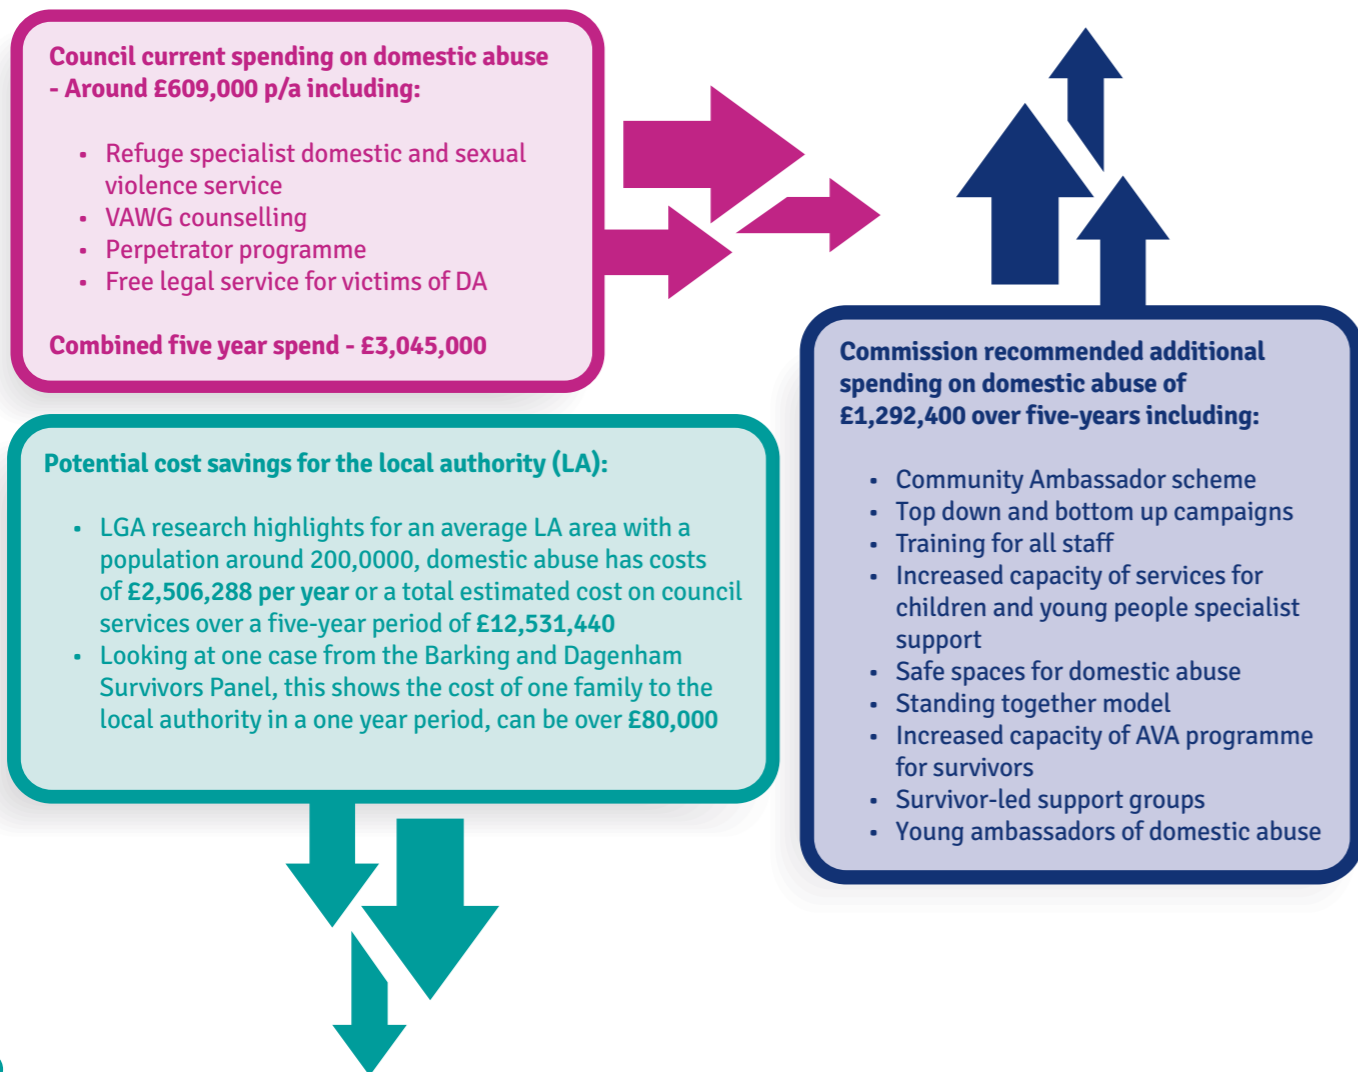 Council current spending on domestic abuse
- Around £609,000 p/a including:
• Refuge specialist domestic and sexual
violence service
• VAWG counselling
• Perpetrator programme
• Free legal service for victims of DA
Combined five year spend - £3,045,000
Potential cost savings for the local authority (LA):
• LGA research highlights for an average LA area with a
population around 200,0000, domestic abuse has costs
of £2,506,288 per year or a total estimated cost on council
services over a five-year period of £12,531,440
• Looking at one case from the Barking and Dagenham
Survivors Panel, this shows the cost of one family to the
local authority in a one year period, can be over £80,000
Commission recommended additional
spending on domestic abuse of
£1,292,400 over five-years including:
• Community Ambassador scheme
• Top down and bottom up campaigns
• Training for all staff
• Increased capacity of services for
children and young people specialist
support
• Safe spaces for domestic abuse
• Standing together model
• Increased capacity of AVA programme
for survivors
• Survivor-led support groups
• Young ambassadors of domestic abuse